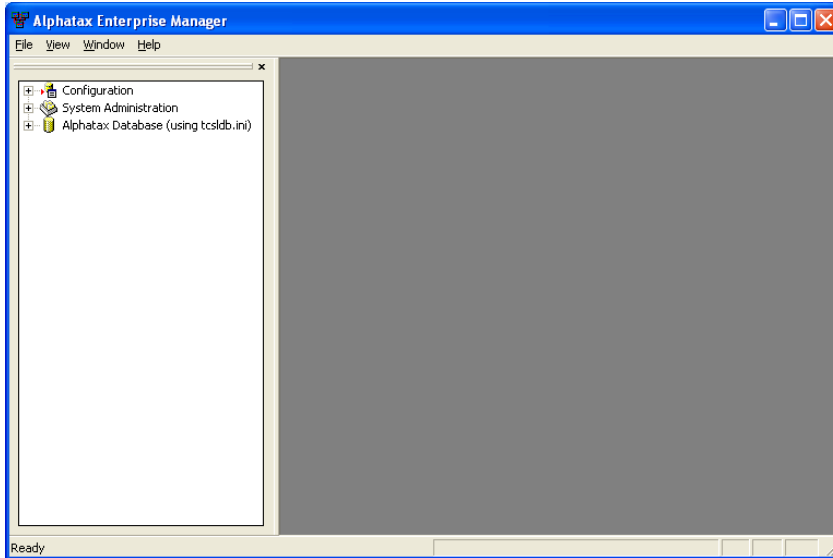 Alphatax Enterprise Manager
File View Window Help
Configuration
System Administration
Alphatax Database (using tcsldb.ini)
Ready